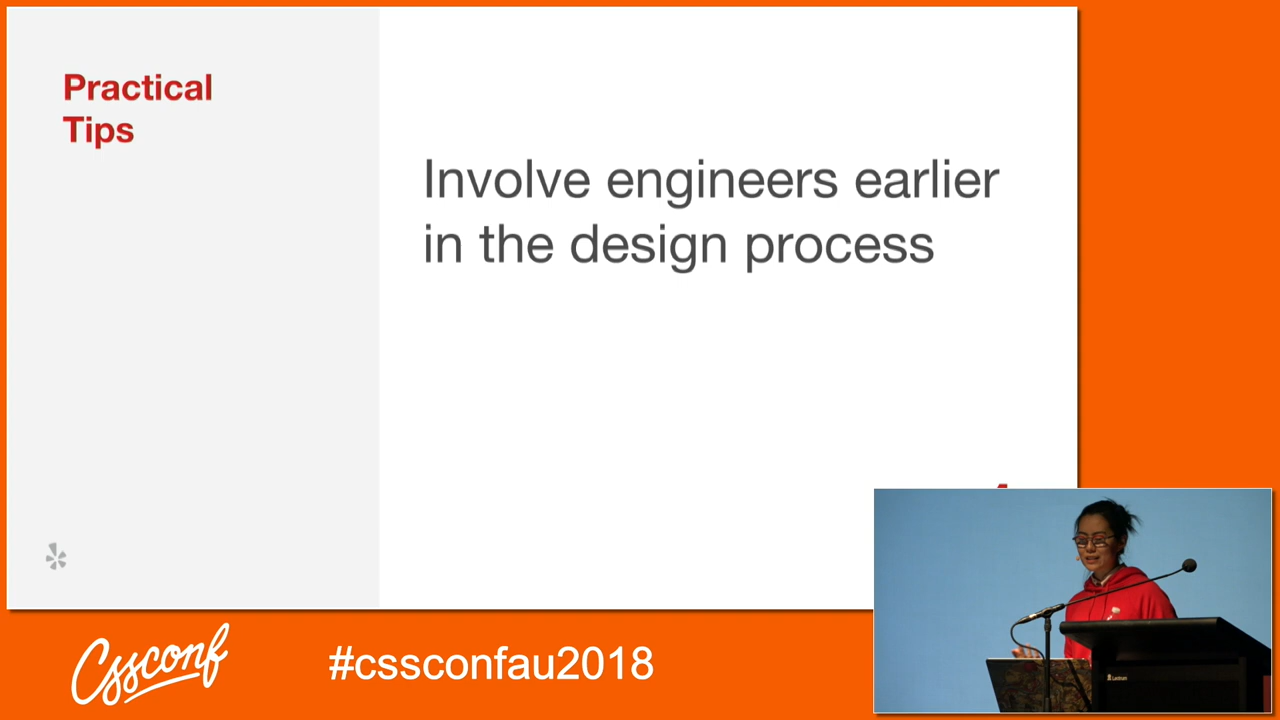 Practical
Tips
Involve engineers earlier
in the design process
cssconf
#cssconfau2018